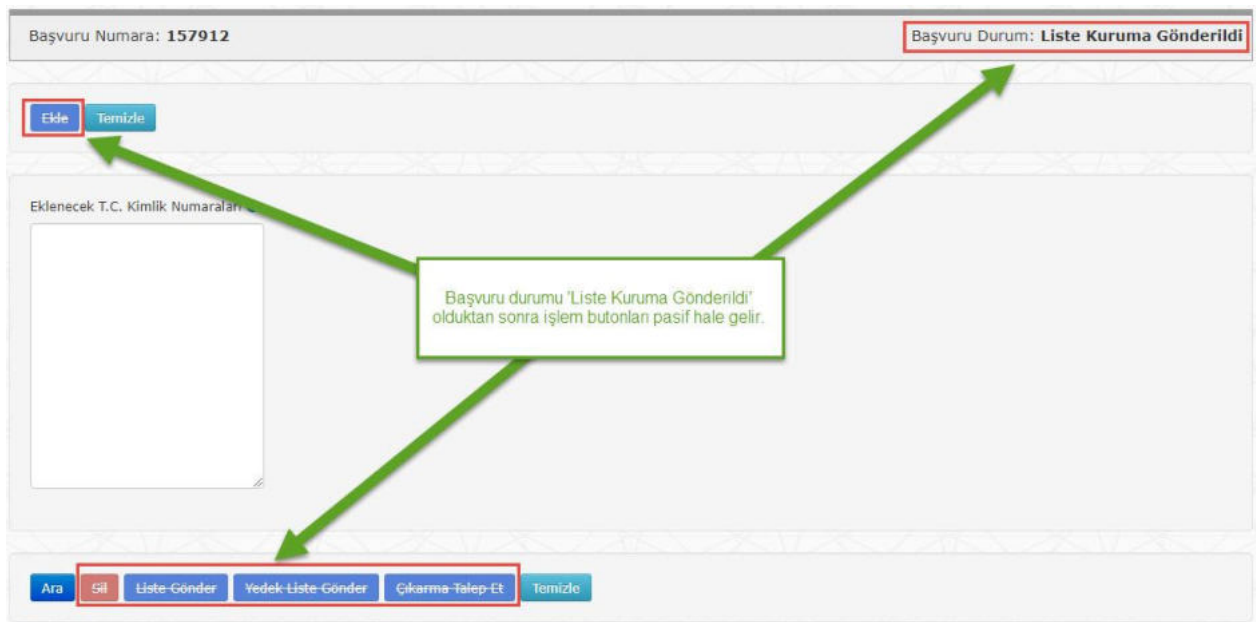 Başvuru Numara: 157912
Başvuru Durum: Liste Kuruma Gönderildi
Ekle
Temizle
Eklenecek T.C. Kimlik Numaraları
Başvuru durumu 'Liste Kuruma Gönderildi'
olduktan sonra işlem butonları pasif hale gelir.
Ara
Sil
Liste Gönder
Yedek Liste Gönder
Çıkarma Talep Et
Temizle